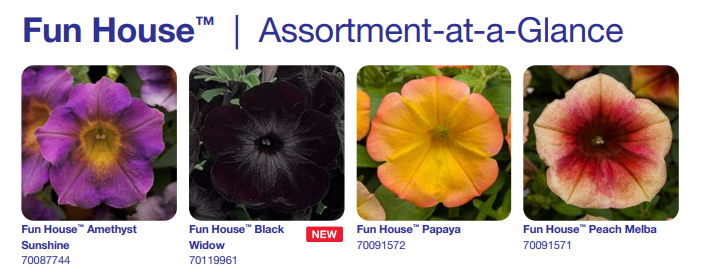 Fun House™ | Assortment-at-a-Glance
Fun House™ Amethyst
Sunshine
70087744
Fun House™ Black
Widow
NEW
70119961
Fun House™ Papaya
70091572
Fun House™ Peach Melba
70091571